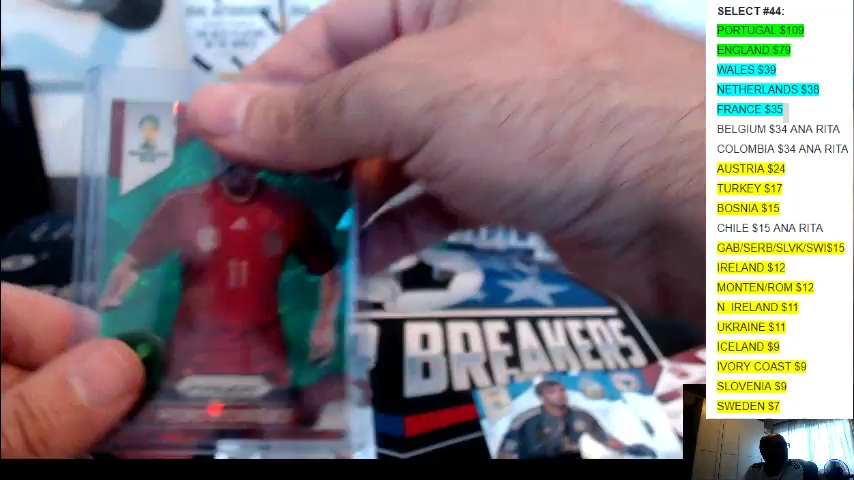 SELECT #44:
PORTUGAL $109
ENGLAND $79
WALES $39
NETHERLANDS $38
FRANCE $35
BELGIUM $34 ANA RITA
COLOMBIA $34 ANA RITA
AUSTRIA $24
TURKEY $17
BOSNIA $15
CHILE $15 ANA RITA
GAB/SERB/SLVK/SWI$15
IRELAND $12
MONTEN/ROM $12
N. IRELAND $11
UKRAINE $11
ICELAND $9
IVORY COAST $9
SLOVENIA $9
SWEDEN $7
11
BREAKERS